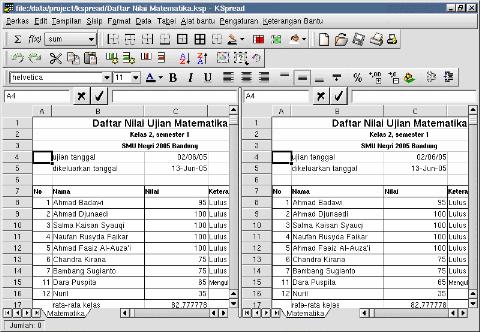 file:/data/project/kspread/Daftar Nilai Matematika.ksp - KSpread
Berkas Edit Tampilan Sisip Format Data Tabel Alat bantu Pengaturan Keterangan Bantu
Σ f(x) sum
helvetica 11 A B I U %
A4 A4
A B C A B C
1 Daftar Nilai Ujian Matematika 1 Daftar Nilai Ujian Matematika
2 Kelas 2, semester 1 2 Kelas 2, semester 1
3 SMU Negri 2005 Bandung 3 SMU Negri 2005 Bandung
4 ujian tanggal 02/06/05 4 ujian tanggal 02/06/05
5 dikeluarkan tanggal 13-Jun-05 5 dikeluarkan tanggal 13-Jun-05
6 6
7 No Nama Nilai Ketera 7 No Nama Nilai Ketera
8 1 Ahmad Badawi 95 Lulus 8 1 Ahmad Badawi 95 Lulus
9 2 Ahmad Djunaedi 100 Lulus 9 2 Ahmad Djunaedi 100 Lulus
10 3 Salma Kaisan Syauqi 100 Lulus 10 3 Salma Kaisan Syauqi 100 Lulus
11 4 Naufan Rusyda Faikar 100 Lulus 11 4 Naufan Rusyda Faikar 100 Lulus
12 5 Ahmad Faaiz Al-Auza'i 100 Lulus 12 5 Ahmad Faaiz Al-Auza'i 100 Lulus
13 6 Chandra Kirana 75 Lulus 13 6 Chandra Kirana 75 Lulus
14 7 Bambang Sugianto 75 Lulus 14 7 Bambang Sugianto 75 Lulus
15 11 Dara Puspita 65 Mengul 15 11 Dara Puspita 65 Mengul
16 12 Nuril 35 16 12 Nuril 35
17 rata-rata kelas 82.777778 17 rata-rata kelas 82.777778
Matematika Matematika
Jumlah: 0